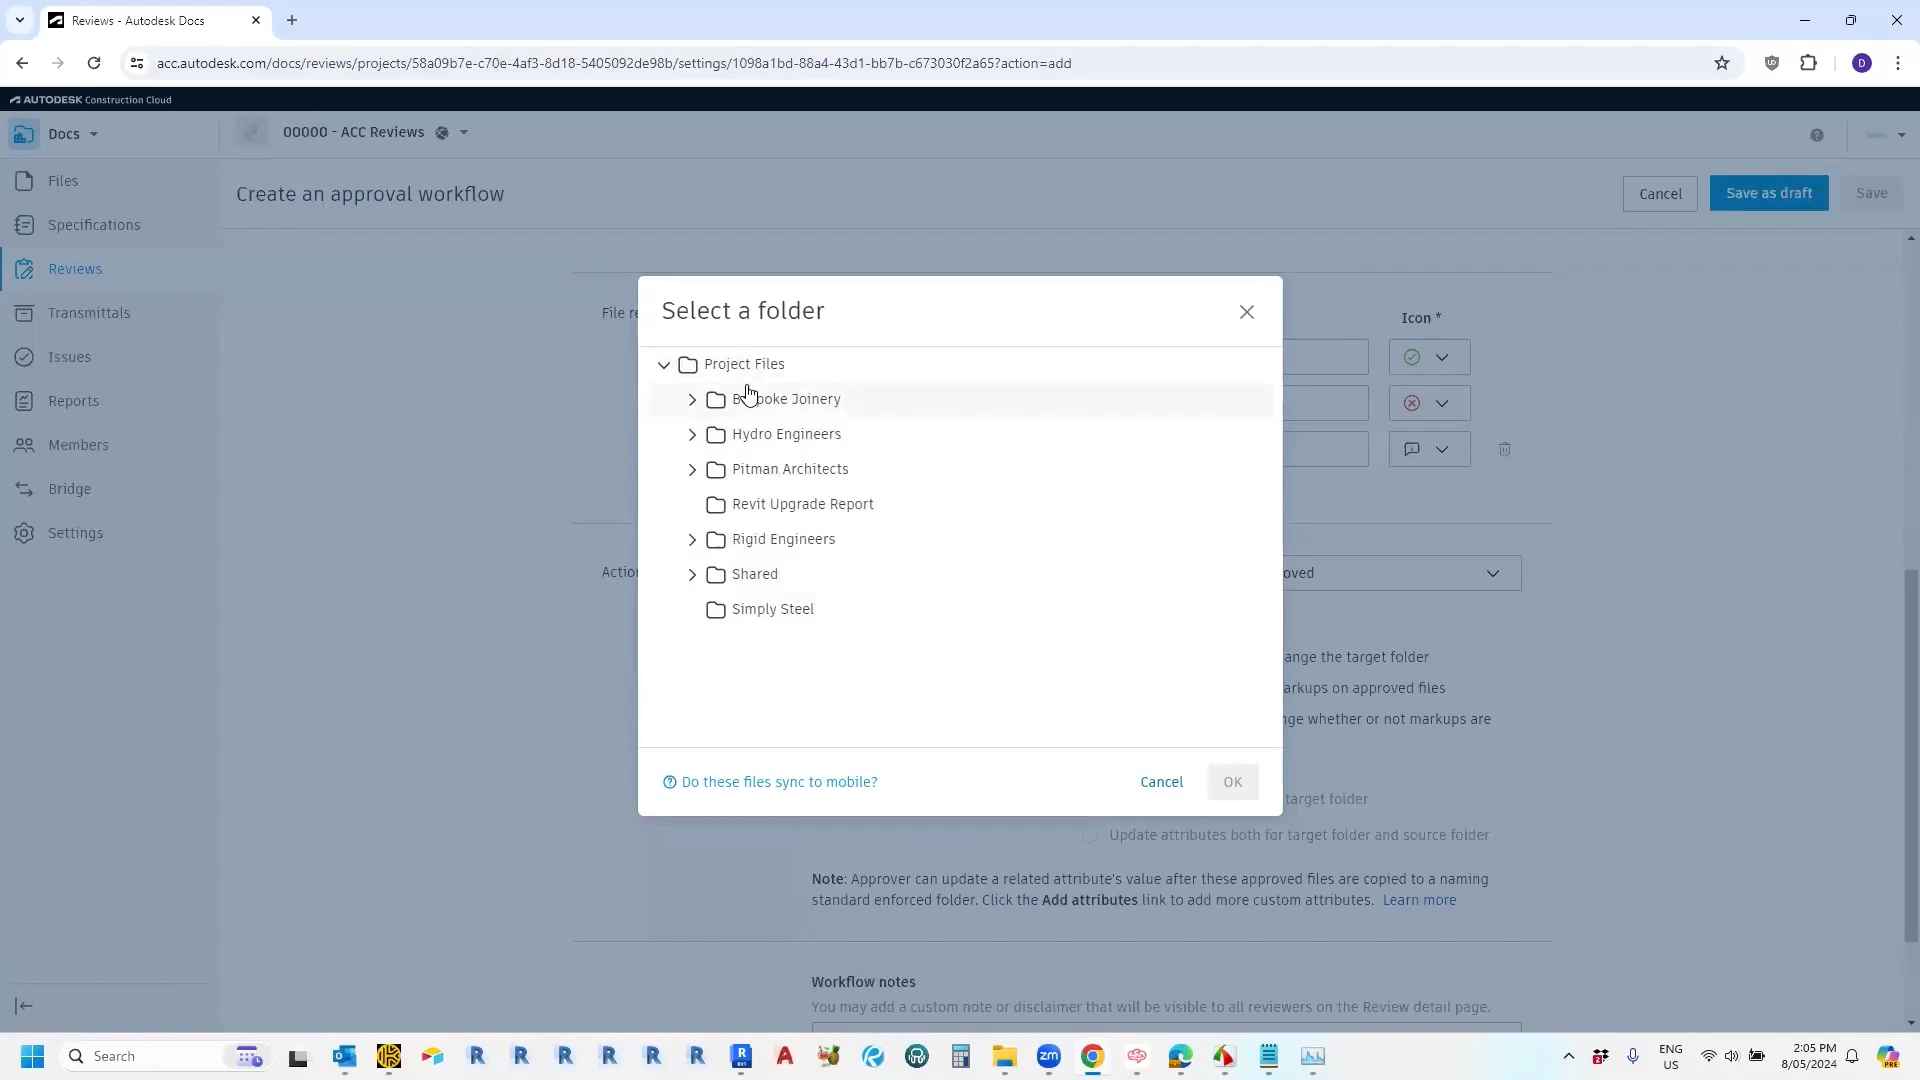 Reviews - Autodesk Docs
acc.autodesk.com/docs/reviews/projects/58a09b7e-c70e-4af3-8d18-5405092de98b/settings/1098a1bd-88a4-43d1-bb7b-c673030f2a65?action=add
D
AUTODESK Construction Cloud
Docs
00000 - ACC Reviews
Files
Specifications
Reviews
Transmittals
Issues
Reports
Members
Bridge
Settings
Create an approval workflow
Cancel
Save as draft
Save
File re
Icon *
Select a folder
Project Files
Bespoke Joinery
Hydro Engineers
Pitman Architects
Revit Upgrade Report
Rigid Engineers
Shared
Simply Steel
Do these files sync to mobile?
Cancel
OK
Action
oved
ange the target folder
arkups on approved files
nge whether or not markups are
target folder
Update attributes both for target folder and source folder
Note: Approver can update a related attribute's value after these approved files are copied to a naming
standard enforced folder. Click the Add attributes link to add more custom attributes. Learn more
Workflow notes
You may add a custom note or disclaimer that will be visible to all reviewers on the Review detail page.
Search
ENG
US
2:05 PM
8/05/2024